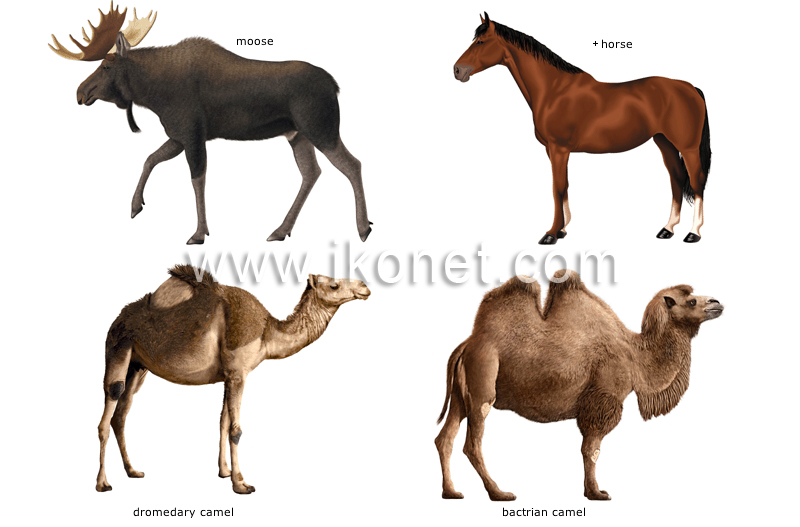 moose
+ horse
www.ikonet.com
dromedary camel
bactrian camel